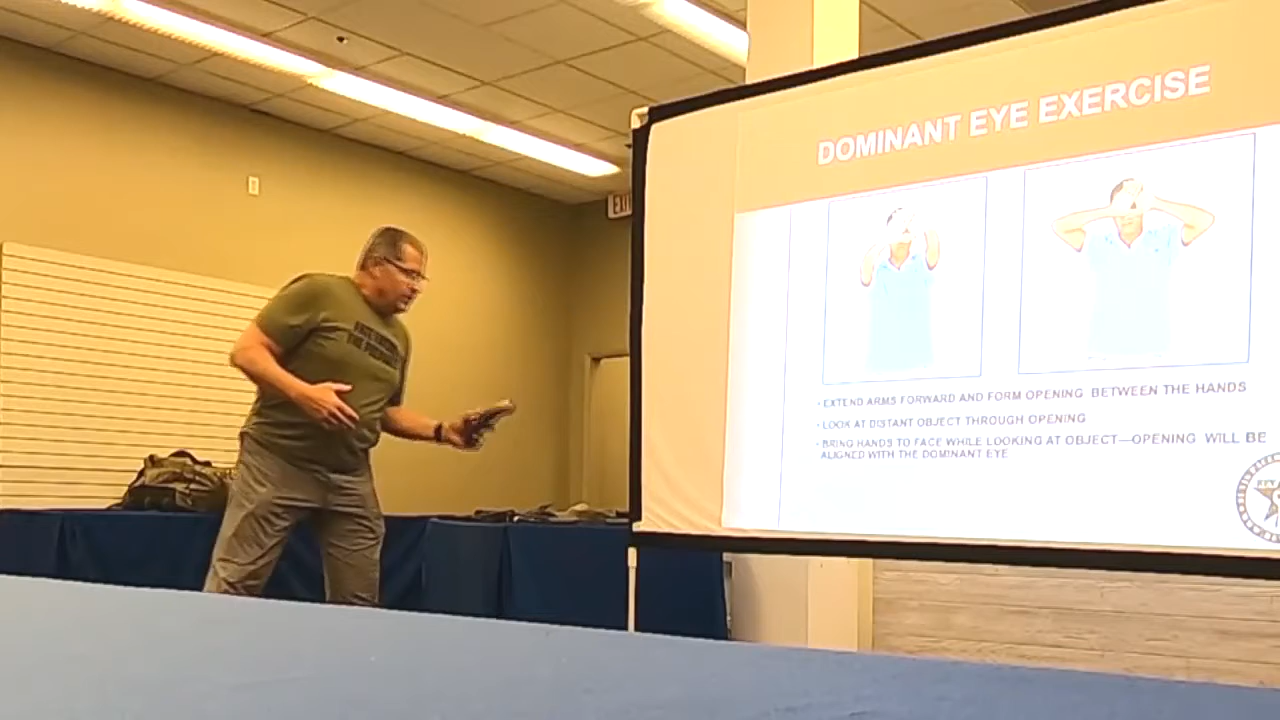 EXIT
DOMINANT EYE EXERCISE
• EXTEND ARMS FORWARD AND FORM OPENING BETWEEN THE HANDS
• LOOK AT DISTANT OBJECT THROUGH OPENING
• BRING HANDS TO FACE WHILE LOOKING AT OBJECT—OPENING WILL BE
ALIGNED WITH THE DOMINANT EYE